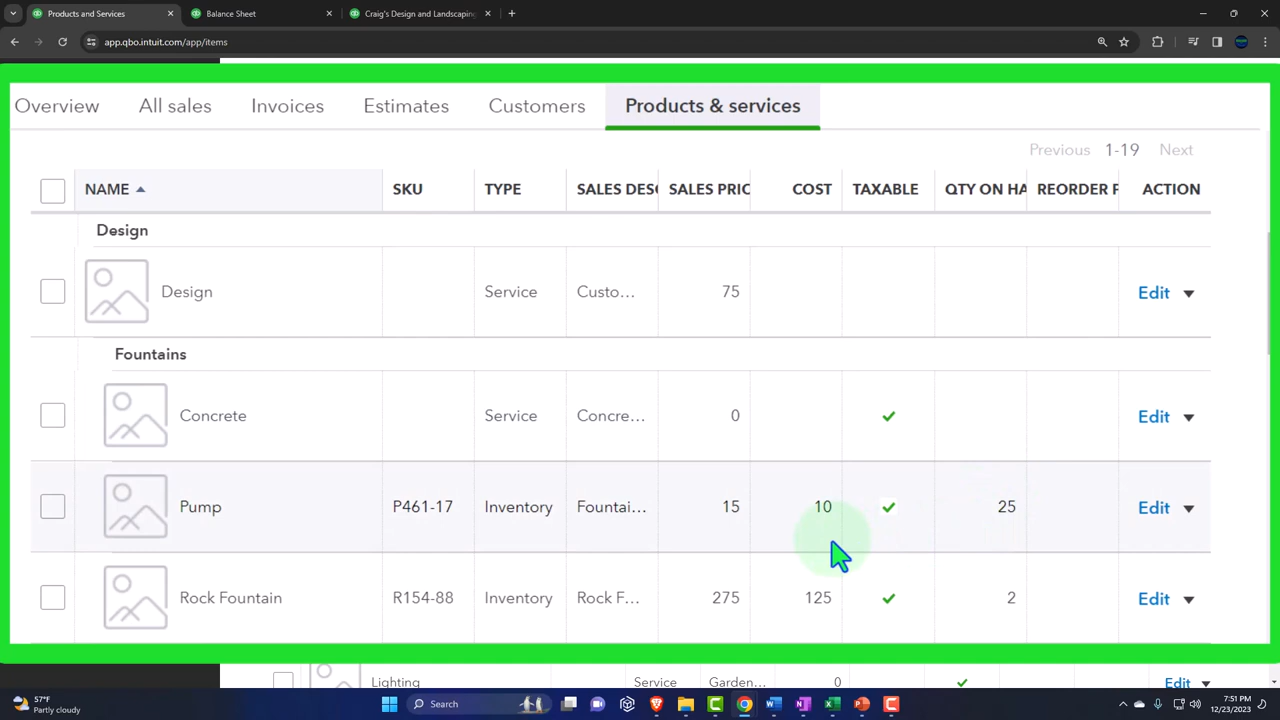 Products and Services
Balance Sheet
Craig's Design and Landscaping
app.qbo.intuit.com/app/items
Overview All sales Invoices Estimates Customers Products & services
Previous 1-19 Next
NAME SKU TYPE SALES DESC SALES PRIC COST TAXABLE QTY ON HA REORDER P ACTION
Design
Design Service Custo... 75 Edit
Fountains
Concrete Service Concre... 0 Edit
Pump P461-17 Inventory Fountai... 15 10 25 Edit
Rock Fountain R154-88 Inventory Rock F... 275 125 2 Edit
Lighting Service Garden... 0 Edit
57°F
Partly cloudy
Search
7:51 PM
12/23/2023